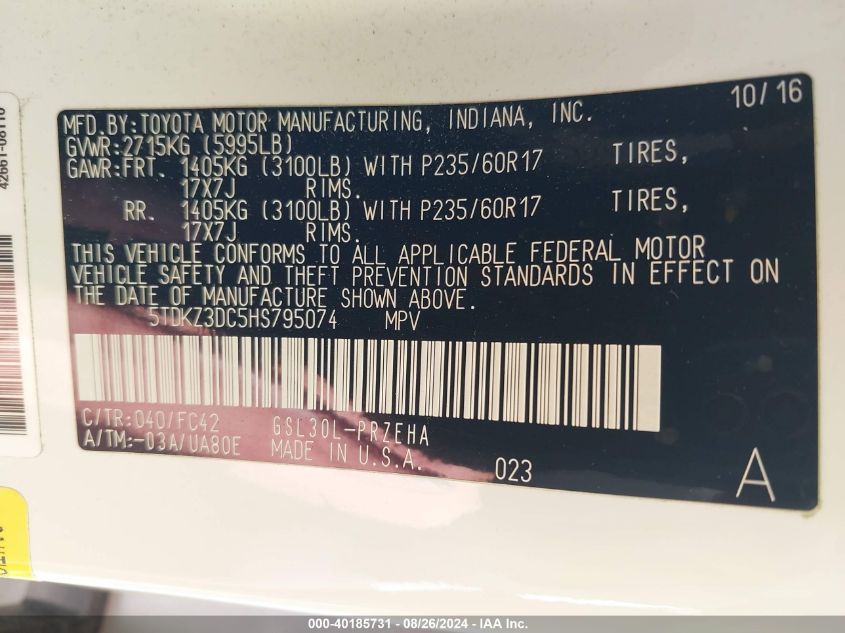 10/16
MFD.BY:TOYOTA MOTOR MANUFACTURING, INDIANA, INC.
GVWR:2715KG (5995LB)
GAWR:FRT. 1405KG (3100LB) WITH P235/60R17 TIRES,
17X7J RIMS.
RR. 1405KG (3100LB) WITH P235/60R17 TIRES,
17X7J RIMS.
THIS VEHICLE CONFORMS TO ALL APPLICABLE FEDERAL MOTOR
VEHICLE SAFETY AND THEFT PREVENTION STANDARDS IN EFFECT ON
THE DATE OF MANUFACTURE SHOWN ABOVE.
5TDKZ3DC5HS795074 MPV
C/TR:040/FC42 GSL30L-PRZEHA
A/TM:-03A/UA80E MADE IN U.S.A.
023
A
000-40185731 - 08/26/2024 - IAA Inc.